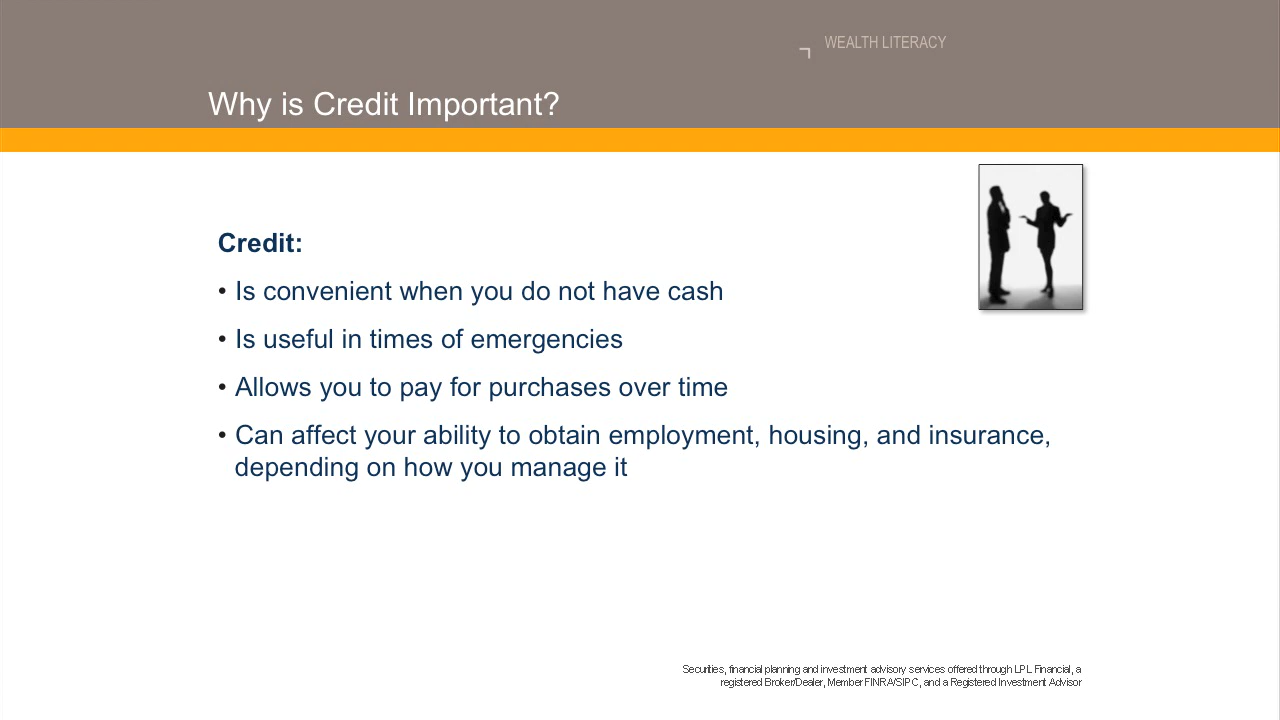 WEALTH LITERACY
Why is Credit Important?
Credit:
• Is convenient when you do not have cash
• Is useful in times of emergencies
• Allows you to pay for purchases over time
• Can affect your ability to obtain employment, housing, and insurance,
depending on how you manage it
Securities, financial planning and investment advisory services offered through LPL Financial, a
registered Broker/Dealer, Member FINRA/SIPC, and a Registered Investment Advisor